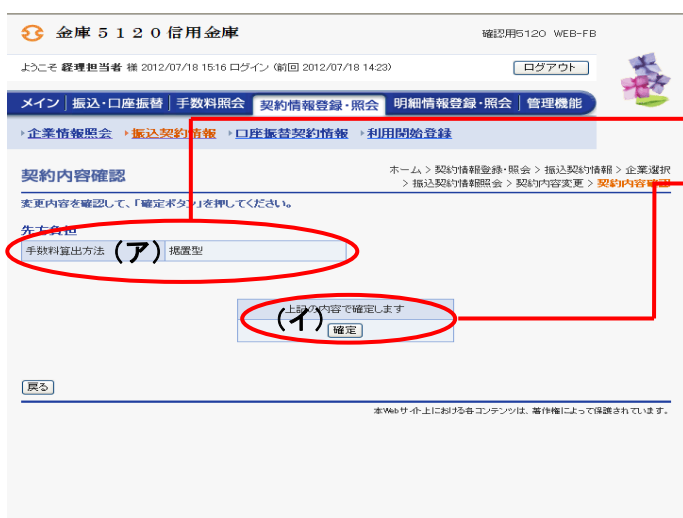 金庫５１２０信用金庫
確認用5120 WEB-FB
ようこそ 経理担当者 様 2012/07/18 15:16 ログイン (前回 2012/07/18 14:23)
ログアウト
メイン 振込・口座振替 手数料照会 契約情報登録・照会 明細情報登録・照会 管理機能
企業情報照会 振込契約情報 口座振替契約情報 利用開始登録
契約内容確認
ホーム > 契約情報登録・照会 > 振込契約情報 > 企業選択
> 振込契約情報照会 > 契約内容変更 > 契約内容確認
変更内容を確認して、「確定ボタン」を押してください。
先方負担
手数料算出方法 (ア) 据置型
上記の内容で確定します
(イ) 確定
戻る
本Webサイト上における各コンテンツは、著作権によって保護されています。